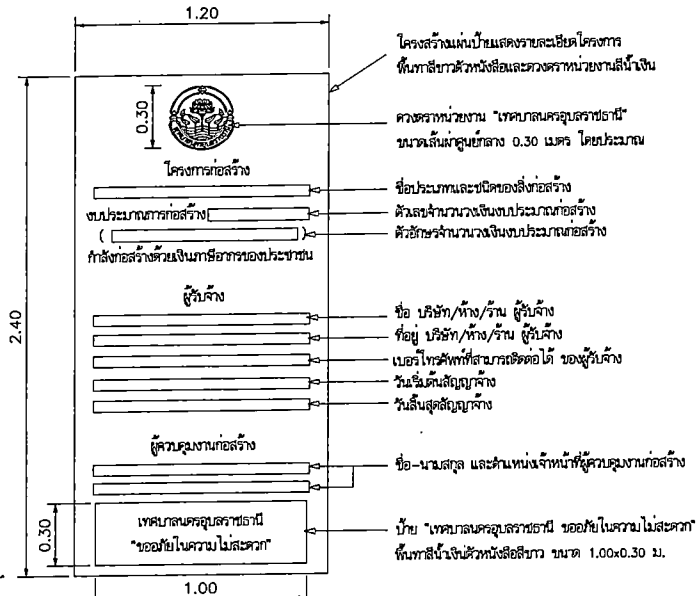 1.20
โครงสร้างแผ่นป้ายแสดงรายละเอียดโครงการ
พื้นทาสีขาวตัวหนังสือและดวงตราหน่วยงานสีน้ำเงิน
2.40
0.30
ดวงตราหน่วยงาน "เทศบาลนครอุบลราชธานี"
ขนาดเส้นผ่าศูนย์กลาง 0.30 เมตร โดยประมาณ
โครงการก่อสร้าง
ชื่อประเภทและชนิดของสิ่งก่อสร้าง
งบประมาณการก่อสร้าง
ตัวเลขจำนวนวงเงินงบประมาณก่อสร้าง
( )
ตัวอักษรจำนวนวงเงินงบประมาณก่อสร้าง
กำลังก่อสร้างด้วยเงินภาษีอากรของประชาชน
ผู้รับจ้าง
ชื่อ บริษัท/ห้าง/ร้าน ผู้รับจ้าง
ที่อยู่ บริษัท/ห้าง/ร้าน ผู้รับจ้าง
เบอร์โทรศัพท์ที่สามารถติดต่อได้ ของผู้รับจ้าง
วันเริ่มต้นสัญญาจ้าง
วันสิ้นสุดสัญญาจ้าง
ผู้ควบคุมงานก่อสร้าง
ชื่อ-นามสกุล และตำแหน่งเจ้าหน้าที่ผู้ควบคุมงานก่อสร้าง
0.30
เทศบาลนครอุบลราชธานี
"ขออภัยในความไม่สะดวก"
ป้าย "เทศบาลนครอุบลราชธานี ขออภัยในความไม่สะดวก"
พื้นทาสีน้ำเงินตัวหนังสือสีขาว ขนาด 1.00x0.30 ม.
1.00